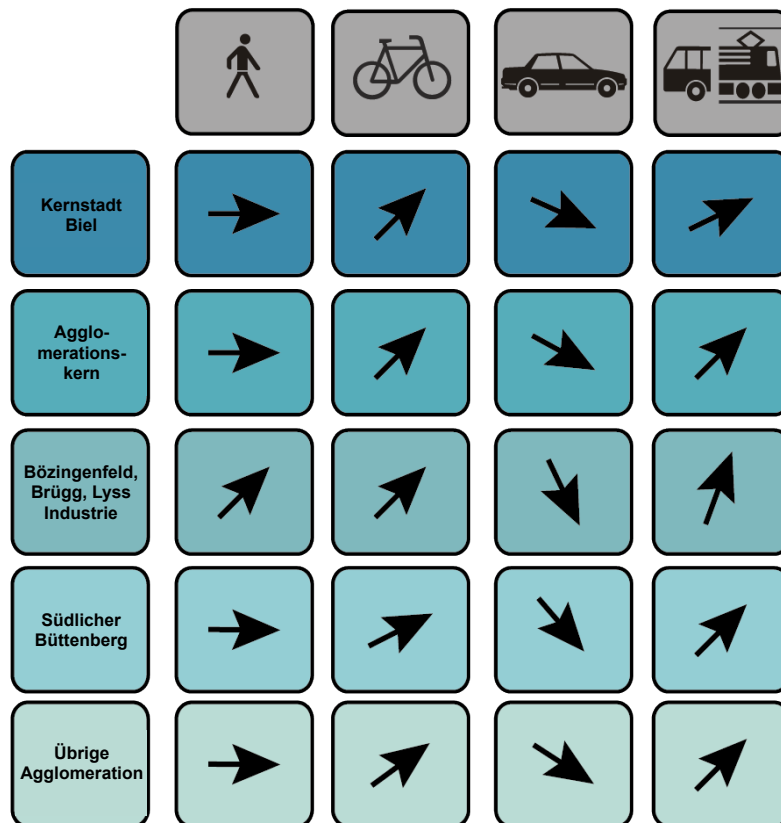 Kernstadt
Biel
Agglo-
merations-
kern
Bözingenfeld,
Brügg, Lyss
Industrie
Südlicher
Büttenberg
Übrige
Agglomeration